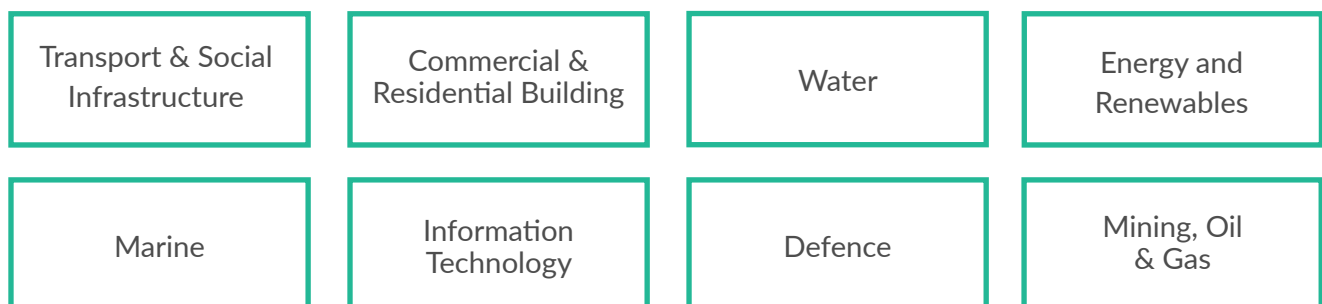 Transport & Social
Infrastructure
Commercial &
Residential Building
Water
Energy and
Renewables
Marine
Information
Technology
Defence
Mining, Oil
& Gas